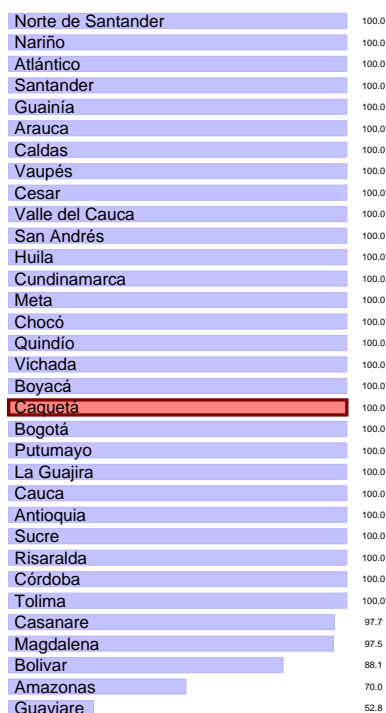 Norte de Santander 100.0
Nariño 100.0
Atlántico 100.0
Santander 100.0
Guainía 100.0
Arauca 100.0
Caldas 100.0
Vaupés 100.0
Cesar 100.0
Valle del Cauca 100.0
San Andrés 100.0
Huila 100.0
Cundinamarca 100.0
Meta 100.0
Chocó 100.0
Quindío 100.0
Vichada 100.0
Boyacá 100.0
Caquetá 100.0
Bogotá 100.0
Putumayo 100.0
La Guajira 100.0
Cauca 100.0
Antioquia 100.0
Sucre 100.0
Risaralda 100.0
Córdoba 100.0
Tolima 100.0
Casanare 97.7
Magdalena 97.5
Bolivar 88.1
Amazonas 70.0
Guaviare 52.8